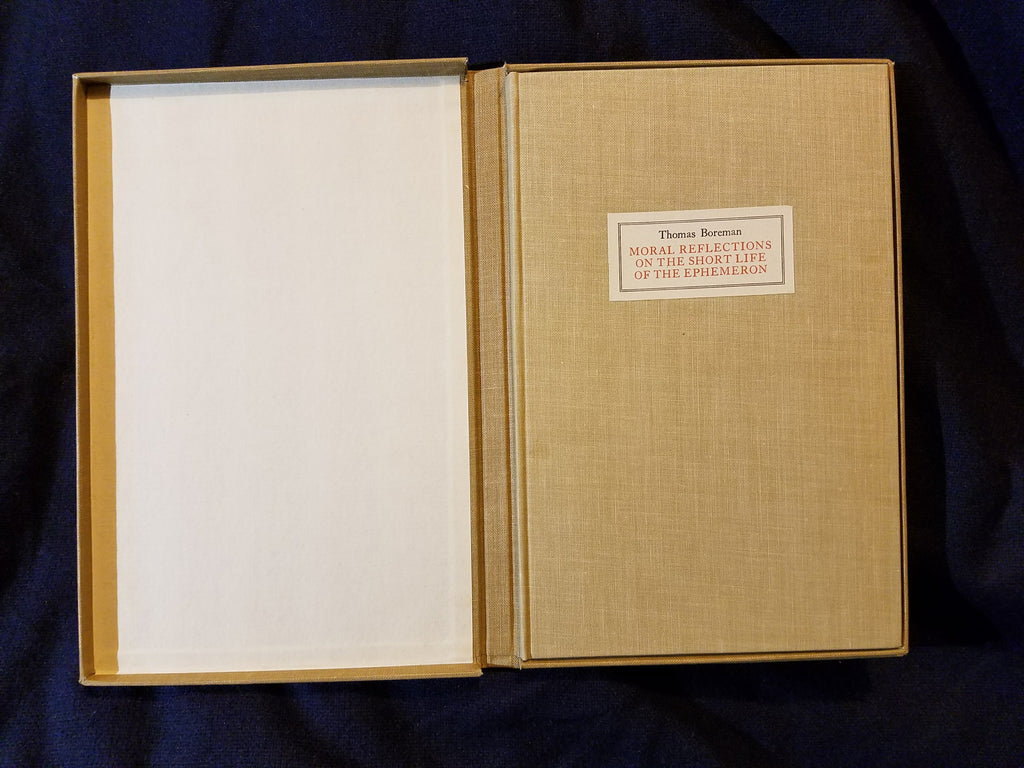 Thomas Boreman
MORAL REFLECTIONS
ON THE SHORT LIFE
OF THE EPHEMERON